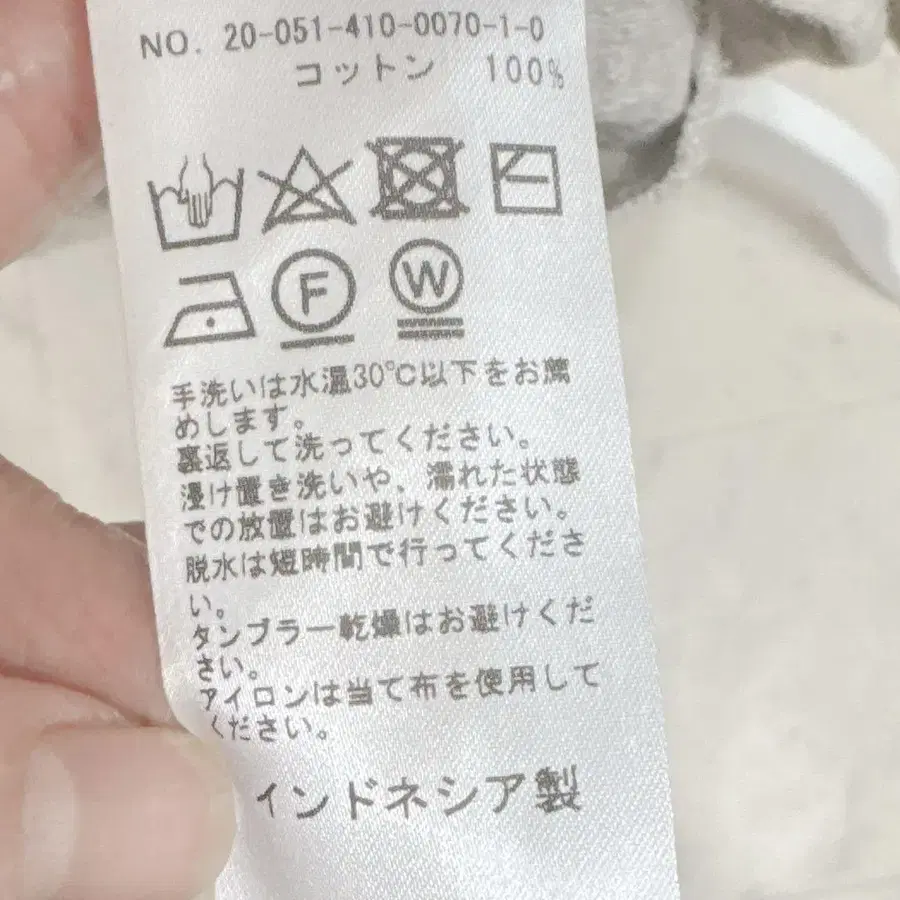 NO. 20-051-410-0070-1-0
コットン 100%
F W
手洗いは水温30℃以下をお薦
めします。
裏返して洗ってください。
浸け置き洗いや、濡れた状態
での放置はお避けください。
脱水は短時間で行ってくださ
い。
タンブラー乾燥はお避けくだ
さい。
アイロンは当て布を使用して
ください。
インドネシア製